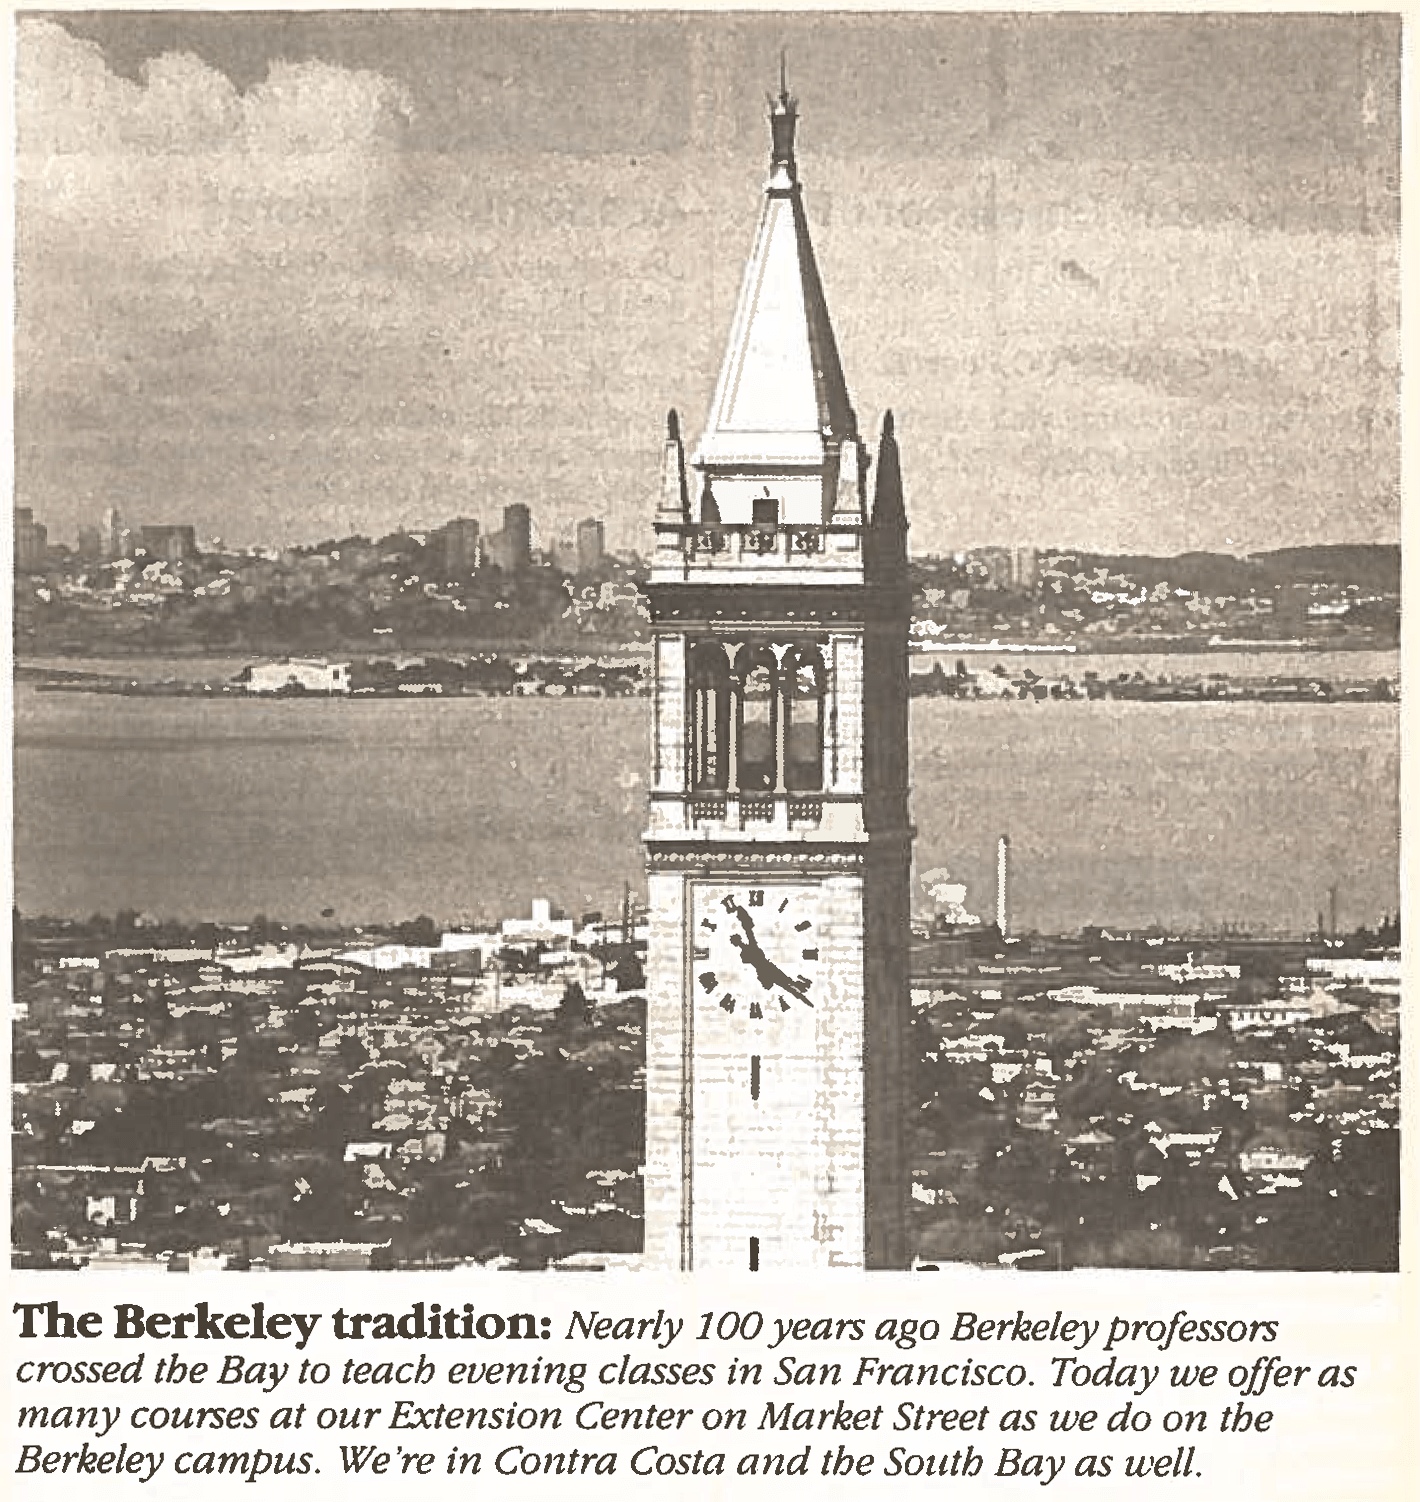 XII
The Berkeley tradition: Nearly 100 years ago Berkeley professors
crossed the Bay to teach evening classes in San Francisco. Today we offer as
many courses at our Extension Center on Market Street as we do on the
Berkeley campus. We're in Contra Costa and the South Bay as well.